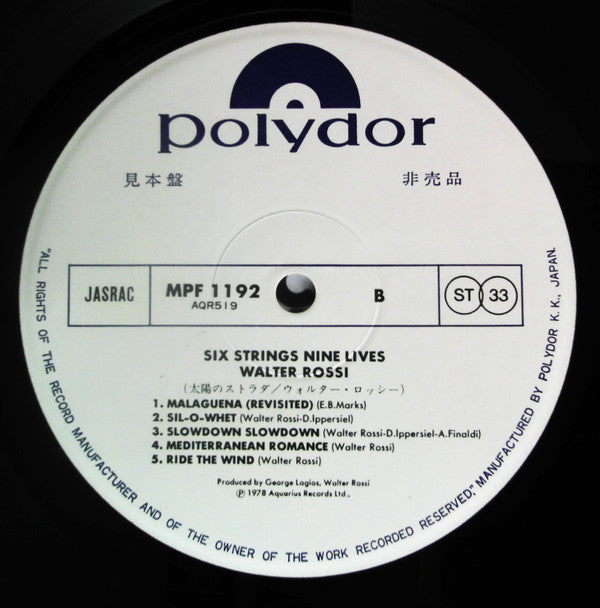 polydor
見本盤 非売品
JASRAC MPF 1192 B ST 33
AQR519
SIX STRINGS NINE LIVES
WALTER ROSSI
(太陽のストラダ/ウォルター・ロッシー)
1. MALAGUENA (REVISITED) (E.B.Marks)
2. SIL-O-WHET (Walter Rossi-D.Ippersiel)
3. SLOWDOWN SLOWDOWN (Walter Rossi-D.Ippersiel-A.Finaldi)
4. MEDITERRANEAN ROMANCE (Walter Rossi)
5. RIDE THE WIND (Walter Rossi)
Produced by George Lagios, Walter Rossi
Ⓟ 1978 Aquarius Records Ltd.,
"ALL RIGHTS OF THE RECORD MANUFACTURER AND OF THE OWNER OF THE WORK RECORDED RESERVED," MANUFACTURED BY POLYDOR K. K., JAPAN.